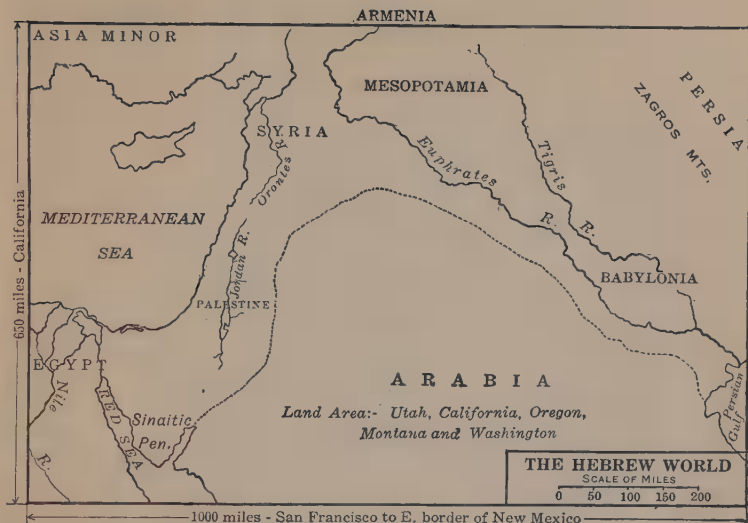 ARMENIA
ASIA MINOR
MESOPOTAMIA
PERSIA
ZAGROS MTS.
SYRIA
Orontes R.
Euphrates R.
Tigris R.
MEDITERRANEAN
SEA
650 miles - California
Jordan R.
PALESTINE
BABYLONIA
EGYPT
Nile R.
RED SEA
Sinaitic
Pen.
ARABIA
Land Area:- Utah, California, Oregon,
Montana and Washington
Persian
Gulf
THE HEBREW WORLD
SCALE OF MILES
0 50 100 150 200
1000 miles - San Francisco to E. border of New Mexico